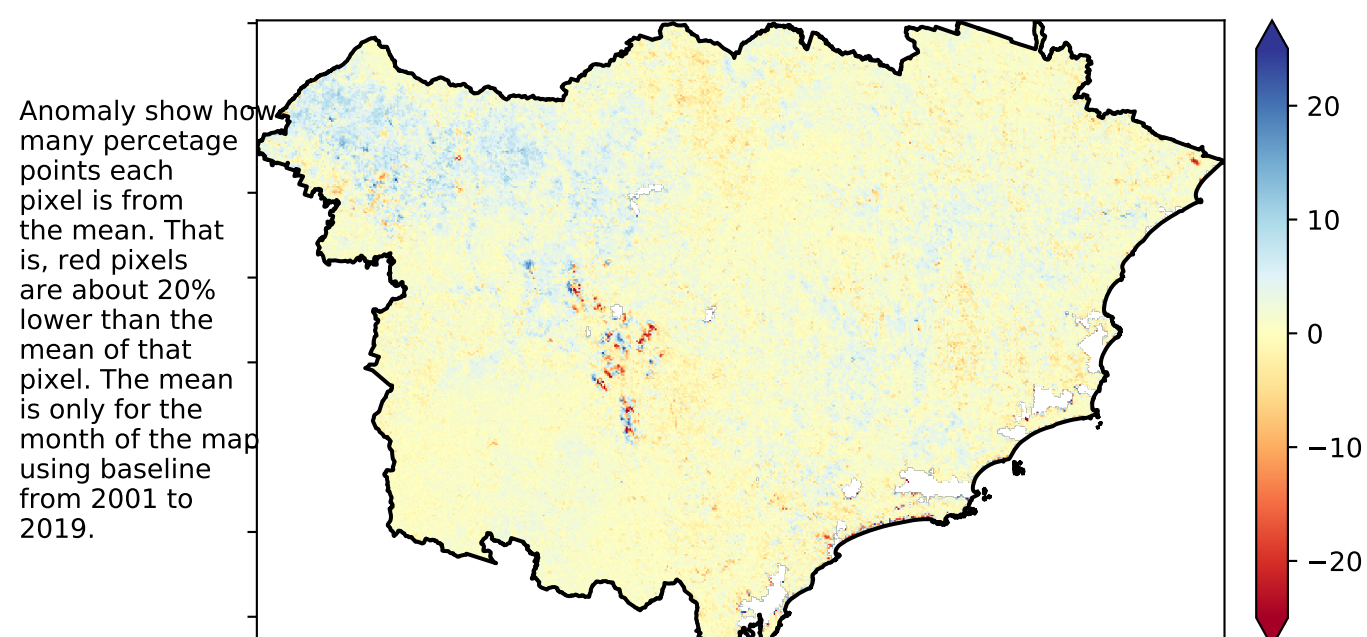 Anomaly show how
many percetage
points each
pixel is from
the mean. That
is, red pixels
are about 20%
lower than the
mean of that
pixel. The mean
is only for the
month of the map
using baseline
from 2001 to
2019.
20
10
0
−10
−20